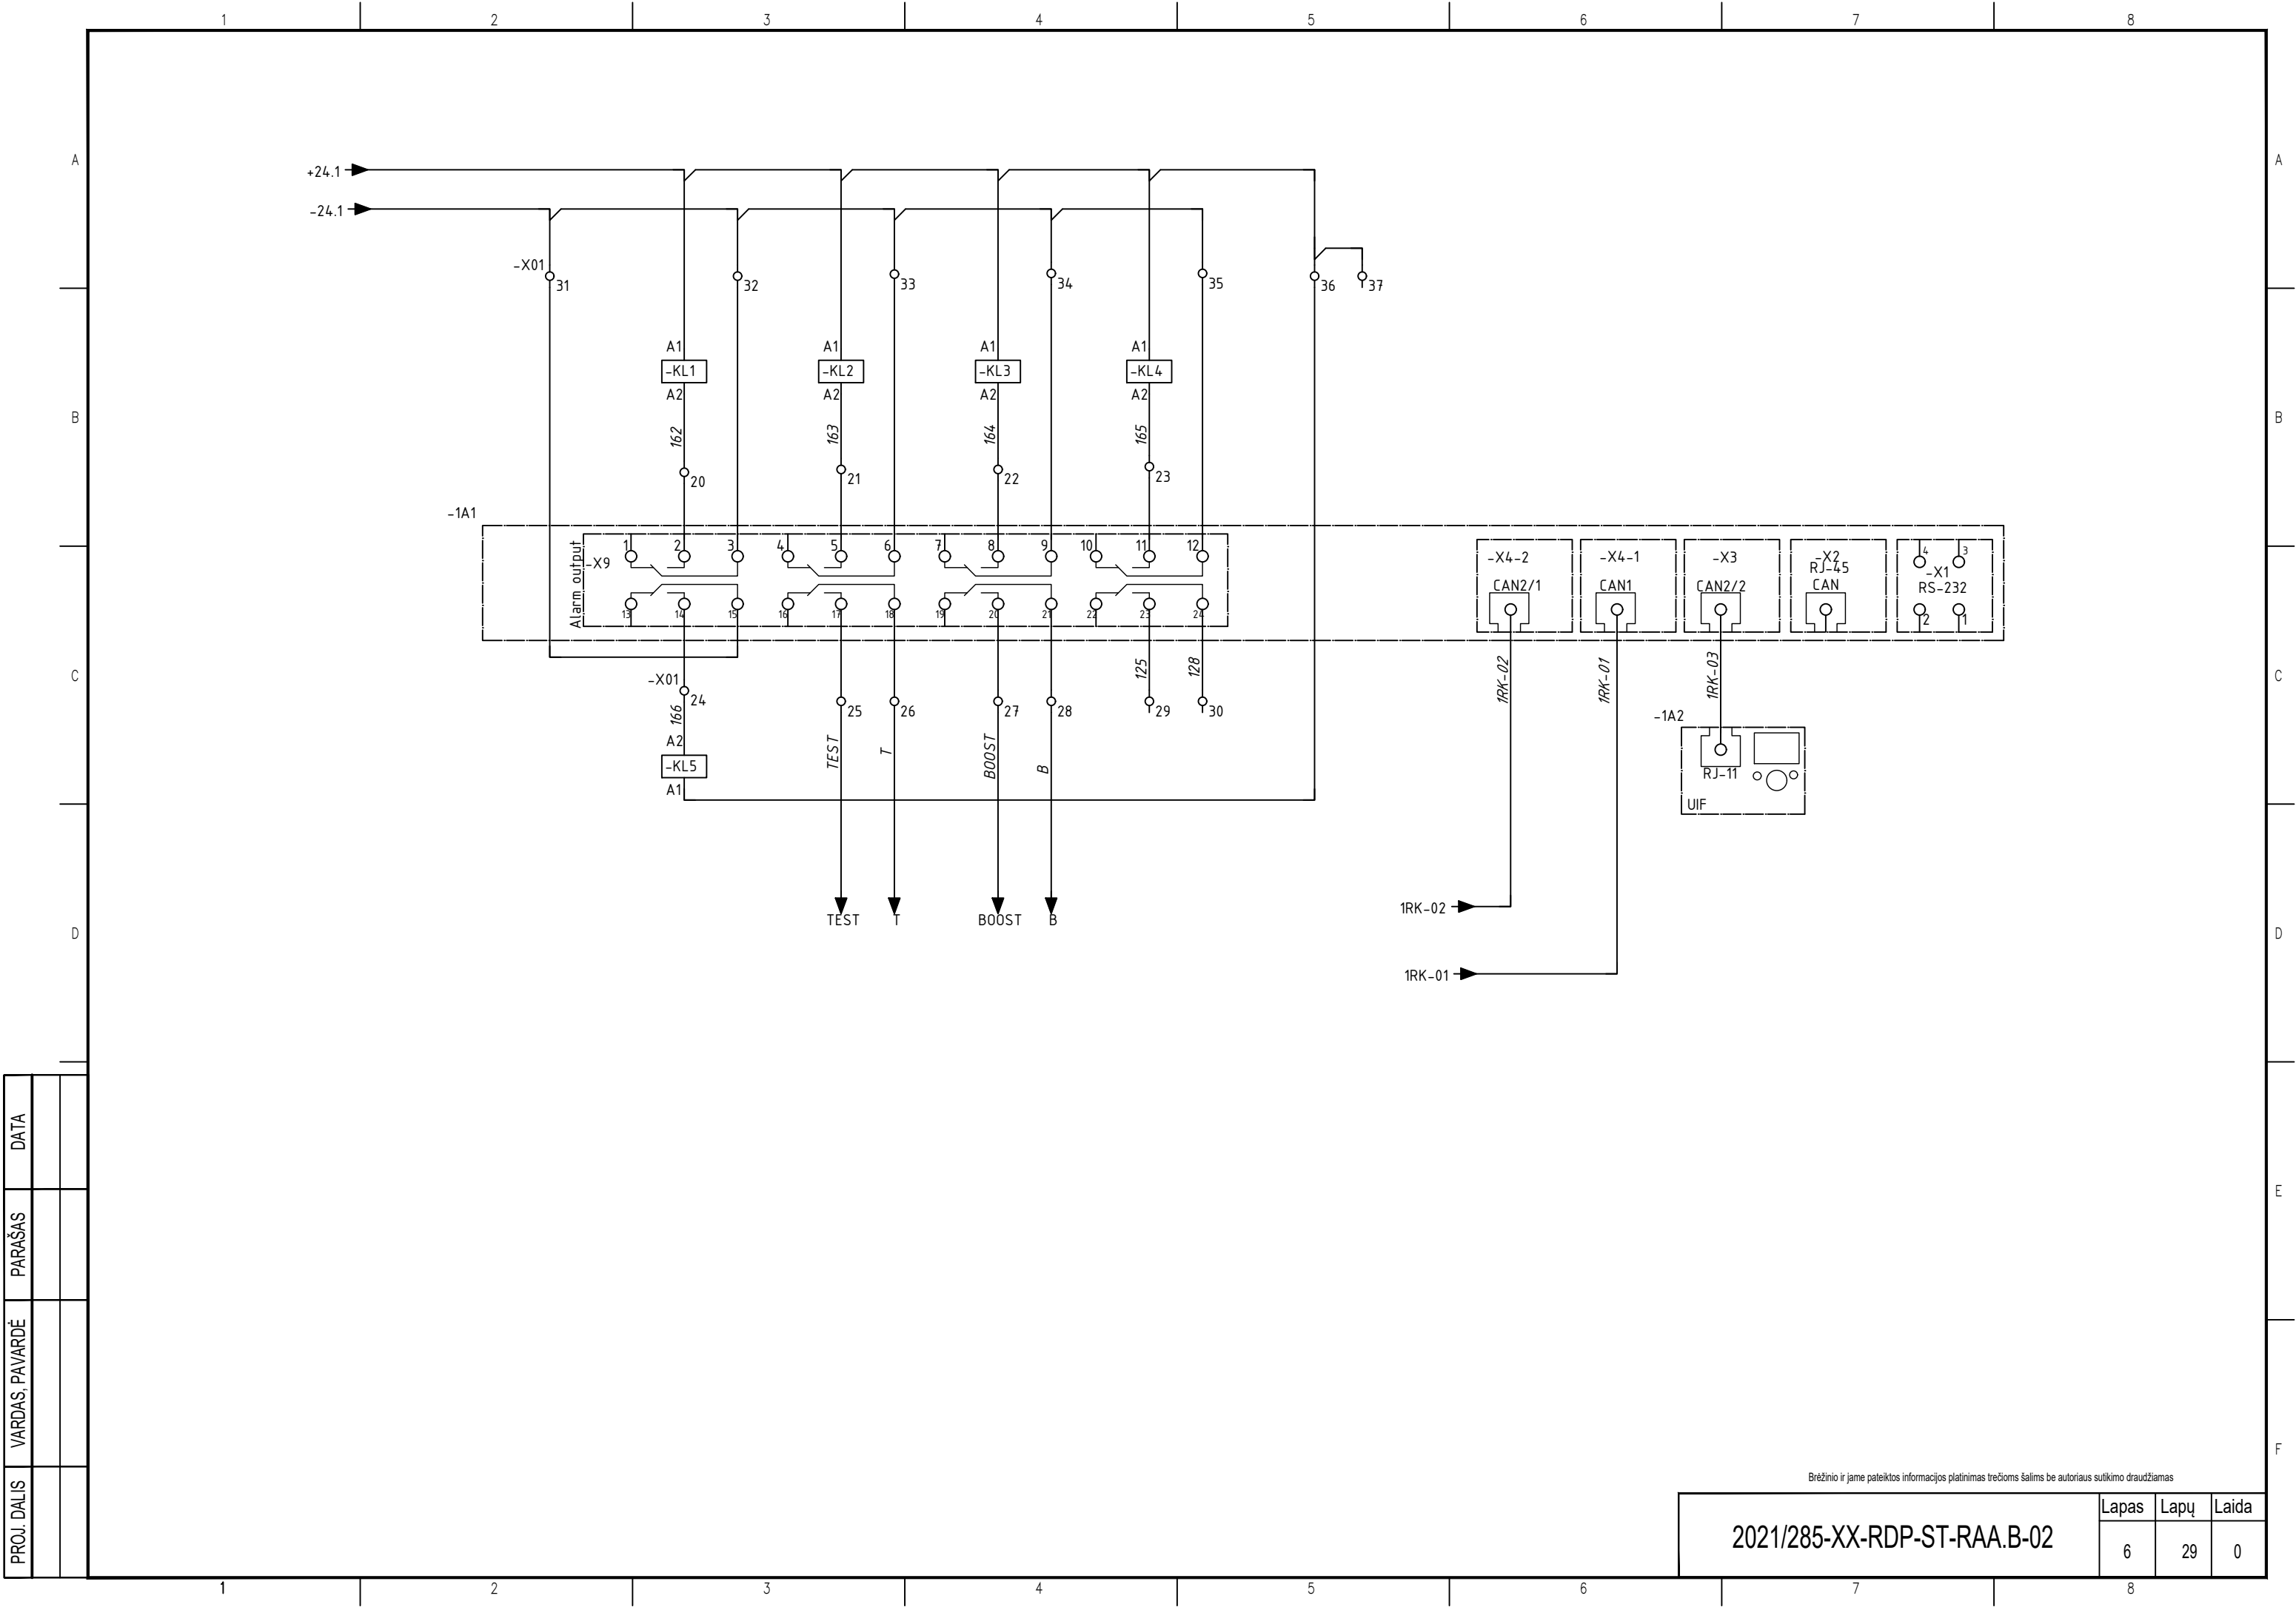 1 2 3 4 5 6 7 8
A A
+24.1
-24.1
-X01
31 32 33 34 35 36 37
A1 A1 A1 A1
-KL1 -KL2 -KL3 -KL4
A2 A2 A2 A2
B B
162 163 164 165
20 21 22 23
-1A1
Alarm output
-X9
1 2 3 4 5 6 7 8 9 10 11 12
13 14 15 16 17 18 19 20 21 22 23 24
-X4-2
CAN2/1
-X4-1
CAN1
-X3
CAN2/2
-X2
RJ-45
CAN
4 3
-X1
RS-232
2 1
C C
-X01
24
166
A2
-KL5
A1
125 128
25 26 27 28 29 30
TEST T BOOST B
1RK-02 1RK-01 1RK-03
-1A2
RJ-11
UIF
TEST T BOOST B
1RK-02
D D
1RK-01
E
F
DATA
PARAŠAS
VARDAS, PAVARDĖ
PROJ. DALIS
Brėžinio ir jame pateiktos informacijos platinimas trečioms šalims be autoriaus sutikimo draudžiamas
2021/285-XX-RDP-ST-RAA.B-02
Lapas Lapų Laida
6 29 0
1 2 3 4 5 6 7 8